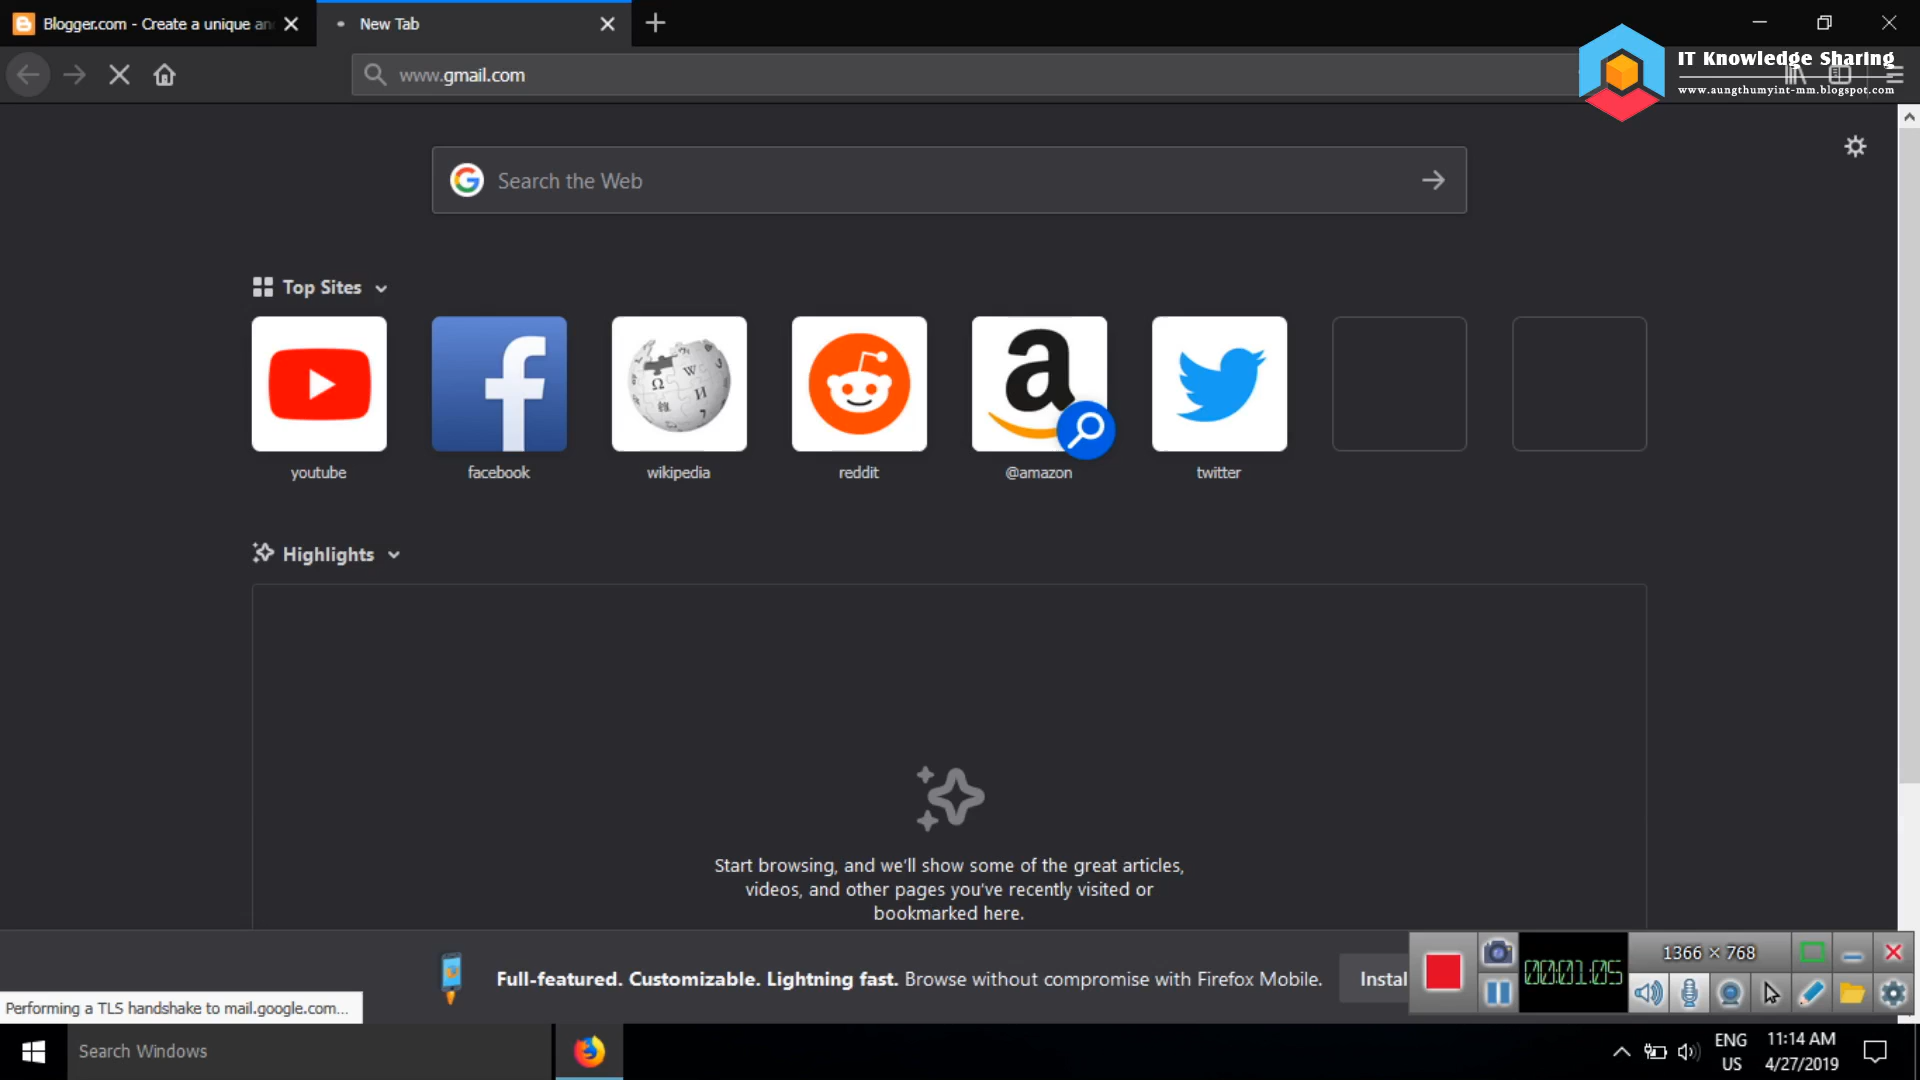 Blogger.com - Create a unique an
New Tab
www.gmail.com
IT Knowledge Sharing
www.aungthumyint-mm.blogspot.com
Search the Web
Top Sites
youtube
facebook
wikipedia
reddit
@amazon
twitter
Highlights
Start browsing, and we'll show some of the great articles,
videos, and other pages you've recently visited or
bookmarked here.
Full-featured. Customizable. Lightning fast. Browse without compromise with Firefox Mobile.
Instal
1366 × 768
00:01:05
Performing a TLS handshake to mail.google.com...
Search Windows
ENG
US
11:14 AM
4/27/2019